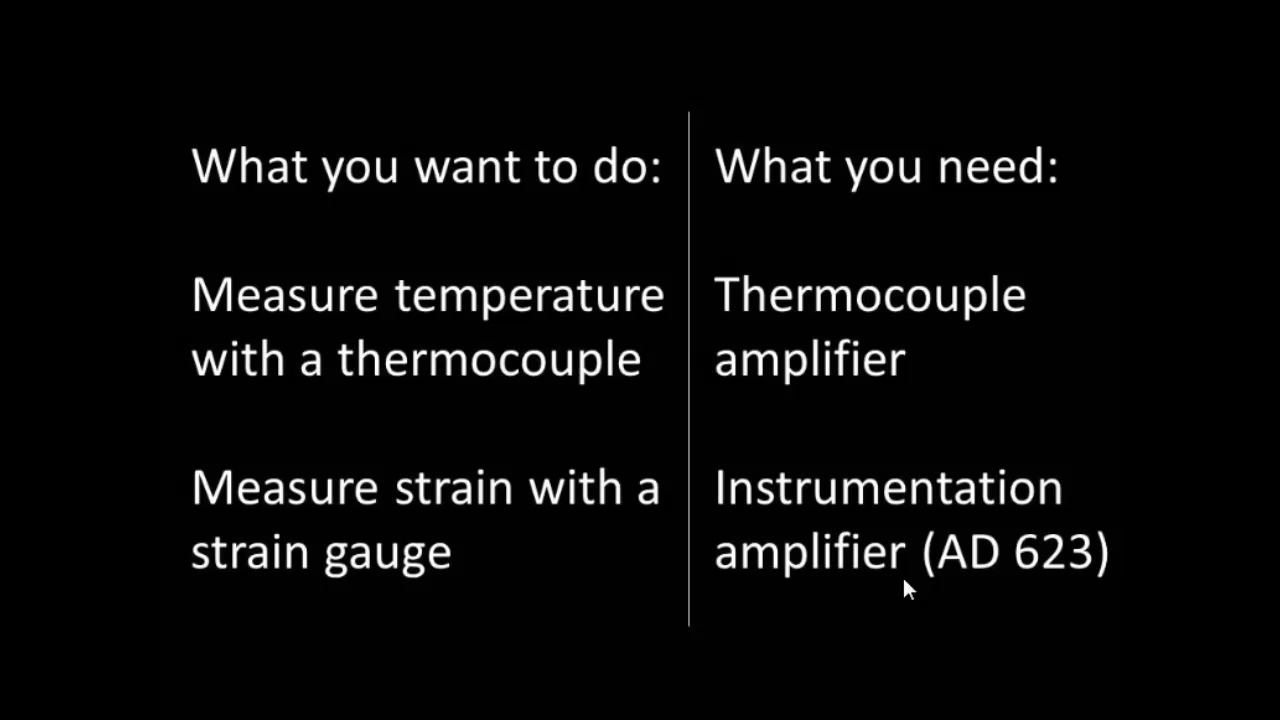 What you want to do:
Measure temperature
with a thermocouple
Measure strain with a
strain gauge
What you need:
Thermocouple
amplifier
Instrumentation
amplifier (AD 623)